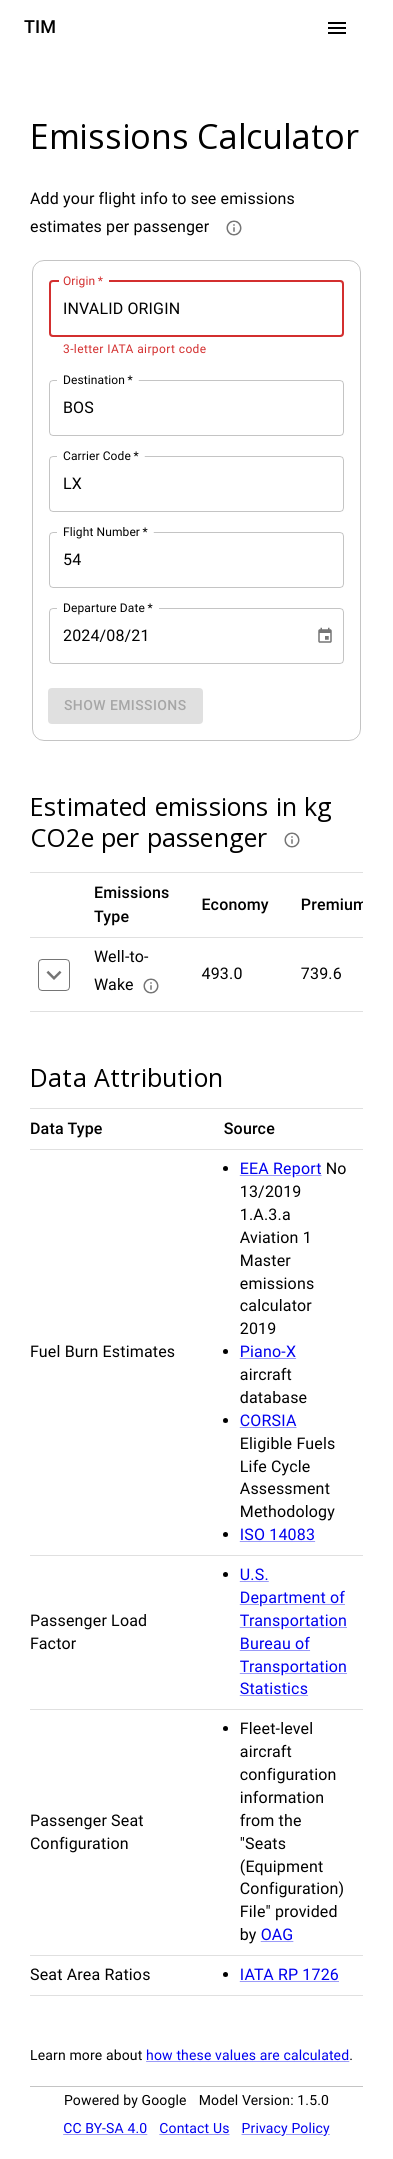 TIM
Emissions Calculator
Add your flight info to see emissions
estimates per passenger
Origin *
INVALID ORIGIN
3-letter IATA airport code
Destination *
BOS
Carrier Code *
LX
Flight Number *
54
Departure Date *
2024/08/21
SHOW EMISSIONS
Estimated emissions in kg
CO2e per passenger
Emissions
Type
Economy
Premium
Well-to-
Wake
493.0
739.6
Data Attribution
Data Type
Source
Fuel Burn Estimates
• EEA Report No
13/2019
1.A.3.a
Aviation 1
Master
emissions
calculator
2019
• Piano-X
aircraft
database
• CORSIA
Eligible Fuels
Life Cycle
Assessment
Methodology
• ISO 14083
Passenger Load
Factor
• U.S.
Department of
Transportation
Bureau of
Transportation
Statistics
Passenger Seat
Configuration
• Fleet-level
aircraft
configuration
information
from the
"Seats
(Equipment
Configuration)
File" provided
by OAG
Seat Area Ratios
• IATA RP 1726
Learn more about how these values are calculated.
Powered by Google Model Version: 1.5.0
CC BY-SA 4.0 Contact Us Privacy Policy